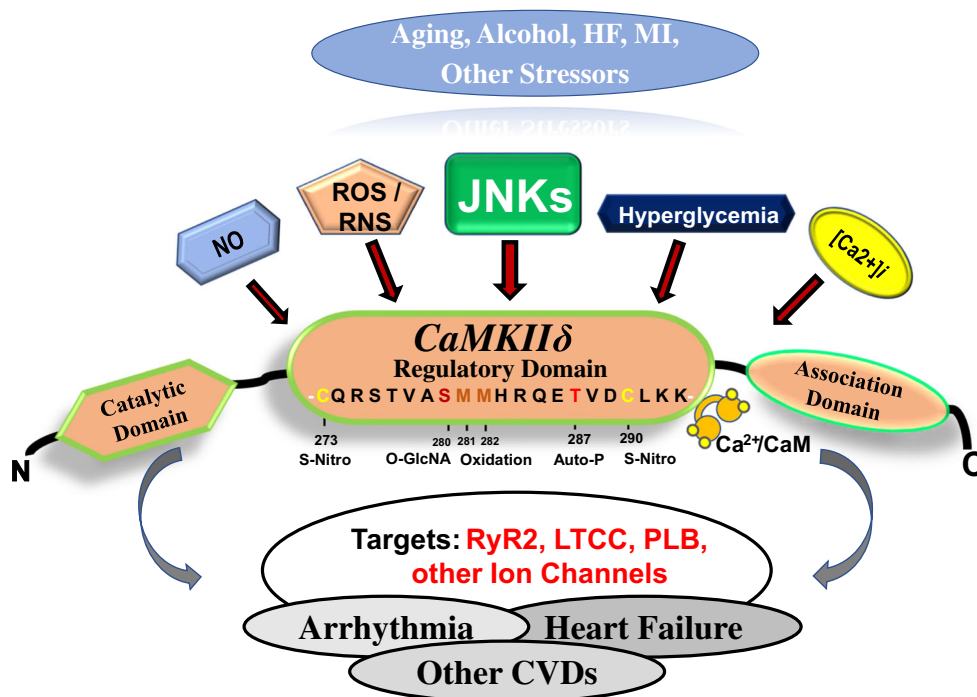 Aging, Alcohol, HF, MI,
Other Stressors
NO
ROS /
RNS
JNKs
Hyperglycemia
[Ca2+]i
CaMKIIδ
Regulatory Domain
-CQRSTVASMMHRQETVDCLKK-
Catalytic
Domain
Association
Domain
N
C
273
280
281
282
287
290
S-Nitro
O-GlcNA
Oxidation
Auto-P
S-Nitro
Ca²⁺/CaM
Targets: RyR2, LTCC, PLB,
other Ion Channels
Arrhythmia
Heart Failure
Other CVDs